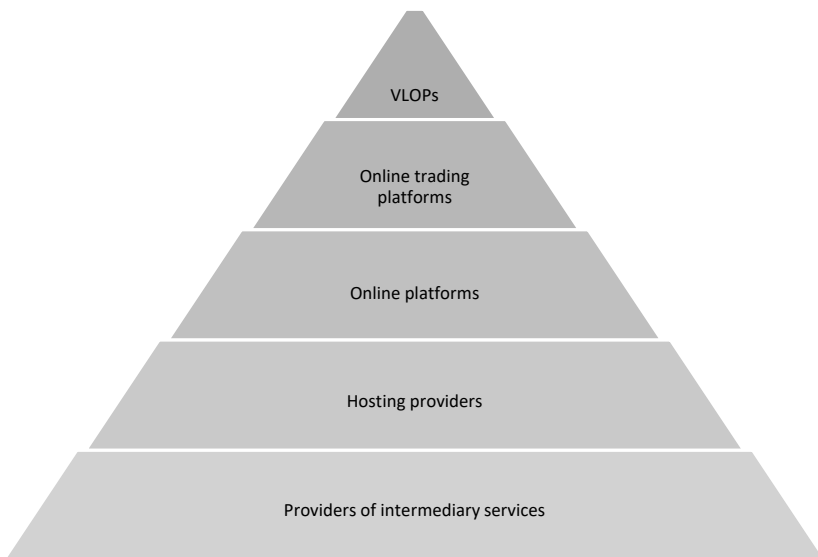 VLOPs
Online trading
platforms
Online platforms
Hosting providers
Providers of intermediary services